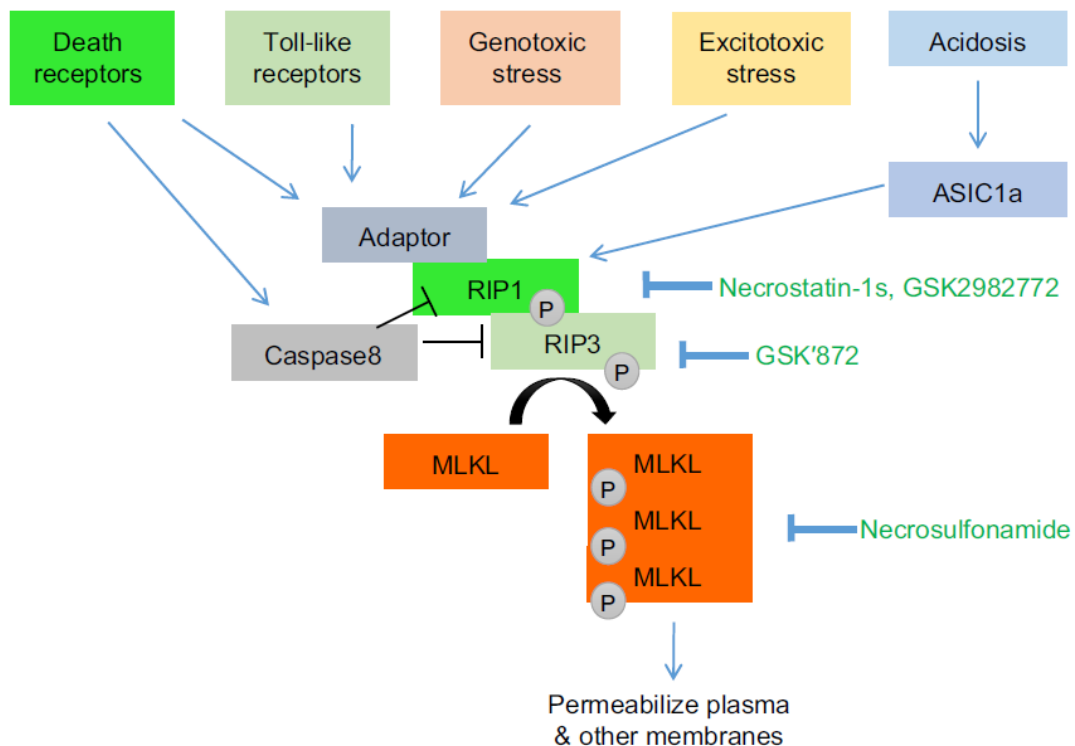 Death
receptors
Toll-like
receptors
Genotoxic
stress
Excitotoxic
stress
Acidosis
ASIC1a
Adaptor
RIP1
P
Necrostatin-1s, GSK2982772
Caspase8
RIP3
P
GSK'872
MLKL
MLKL
P
MLKL
P
MLKL
P
Necrosulfonamide
Permeabilize plasma
& other menbranes